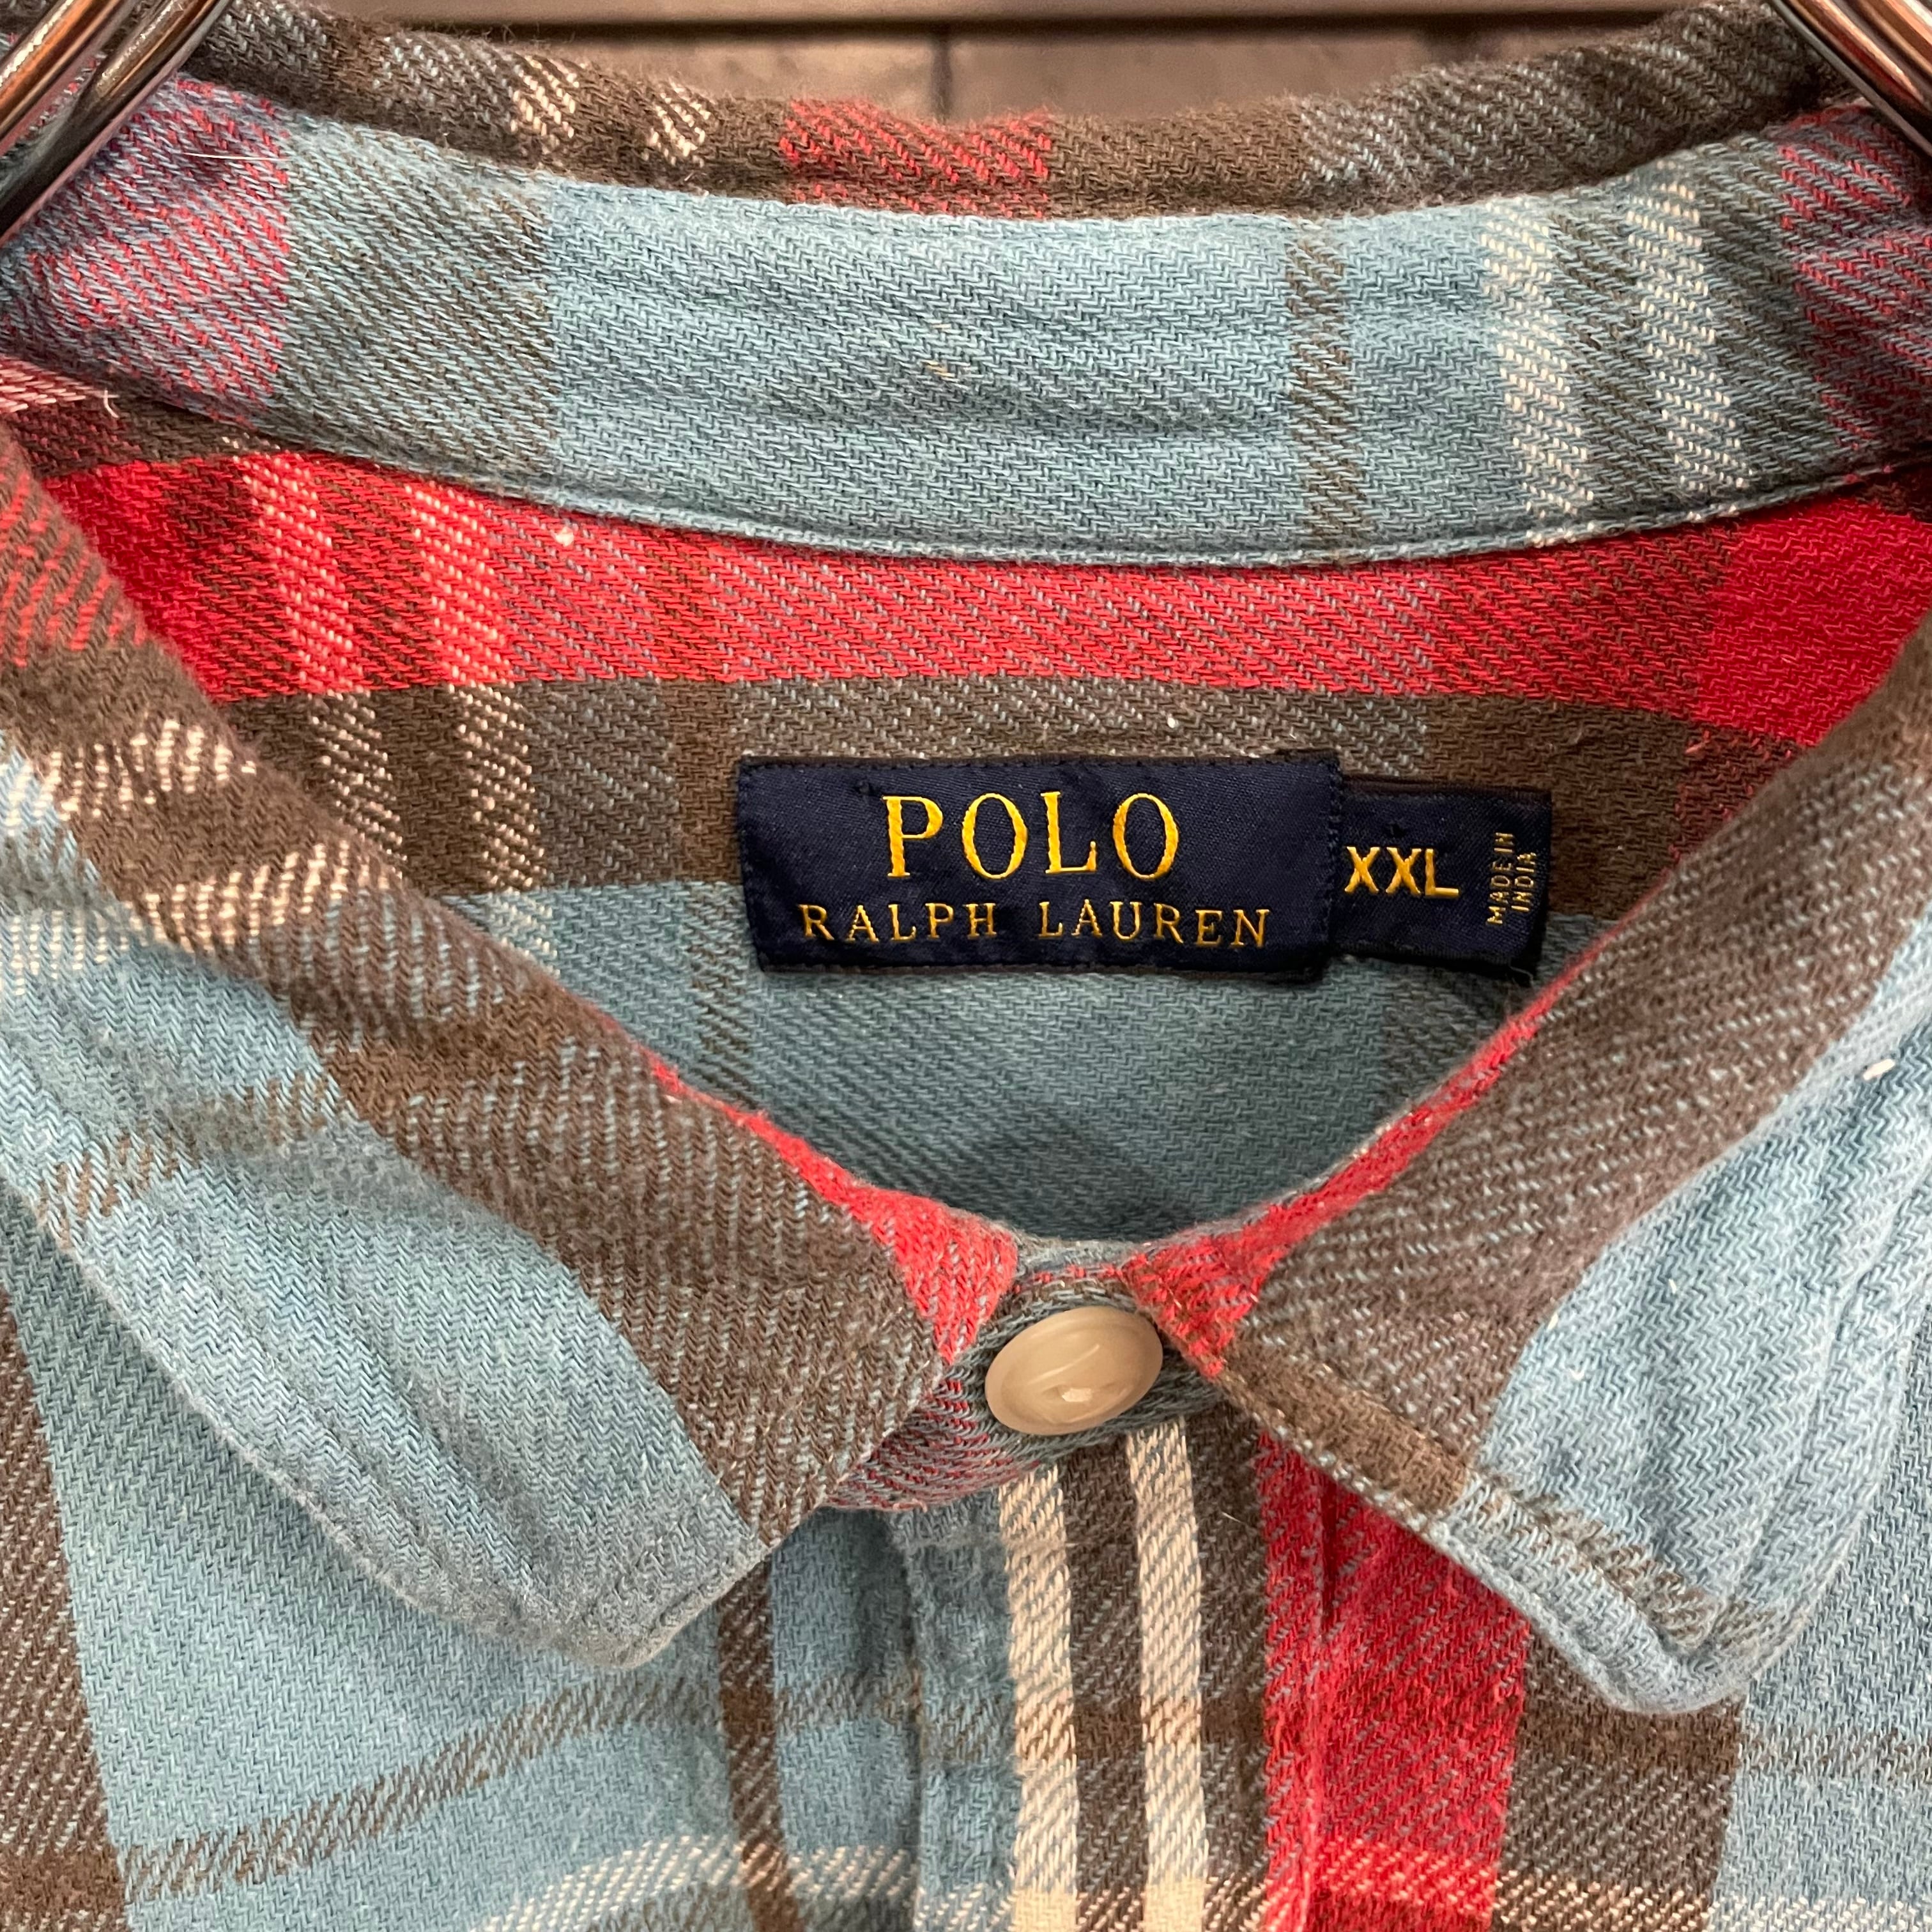 POLO
RALPH LAUREN
XXL
MADE IN
INDIA